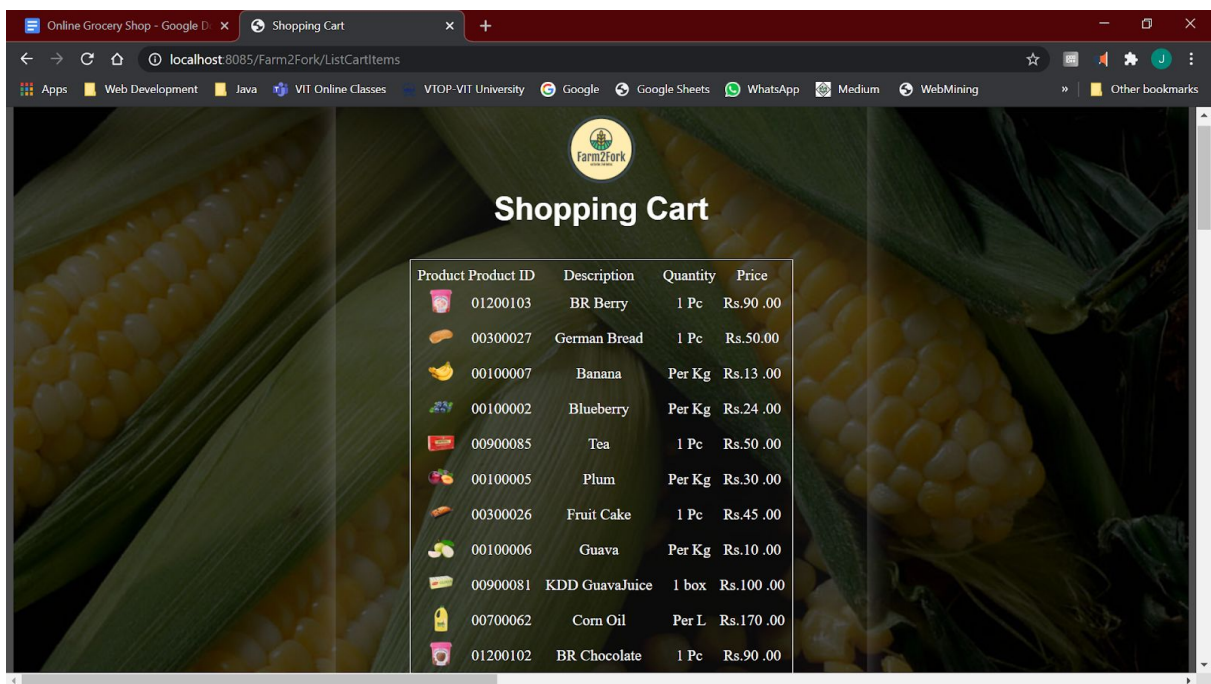 Online Grocery Shop - Google D
Shopping Cart
localhost:8085/Farm2Fork/ListCartItems
J
Apps Web Development Java VIT Online Classes VTOP-VIT University Google Google Sheets WhatsApp Medium WebMining » Other bookmarks
Farm2Fork
Shopping Cart
Product Product ID Description Quantity Price
01200103 BR Berry 1 Pc Rs.90 .00
00300027 German Bread 1 Pc Rs.50.00
00100007 Banana Per Kg Rs.13 .00
00100002 Blueberry Per Kg Rs.24 .00
00900085 Tea 1 Pc Rs.50 .00
00100005 Plum Per Kg Rs.30 .00
00300026 Fruit Cake 1 Pc Rs.45 .00
00100006 Guava Per Kg Rs.10 .00
00900081 KDD GuavaJuice 1 box Rs.100 .00
00700062 Corn Oil Per L Rs.170 .00
01200102 BR Chocolate 1 Pc Rs.90 .00